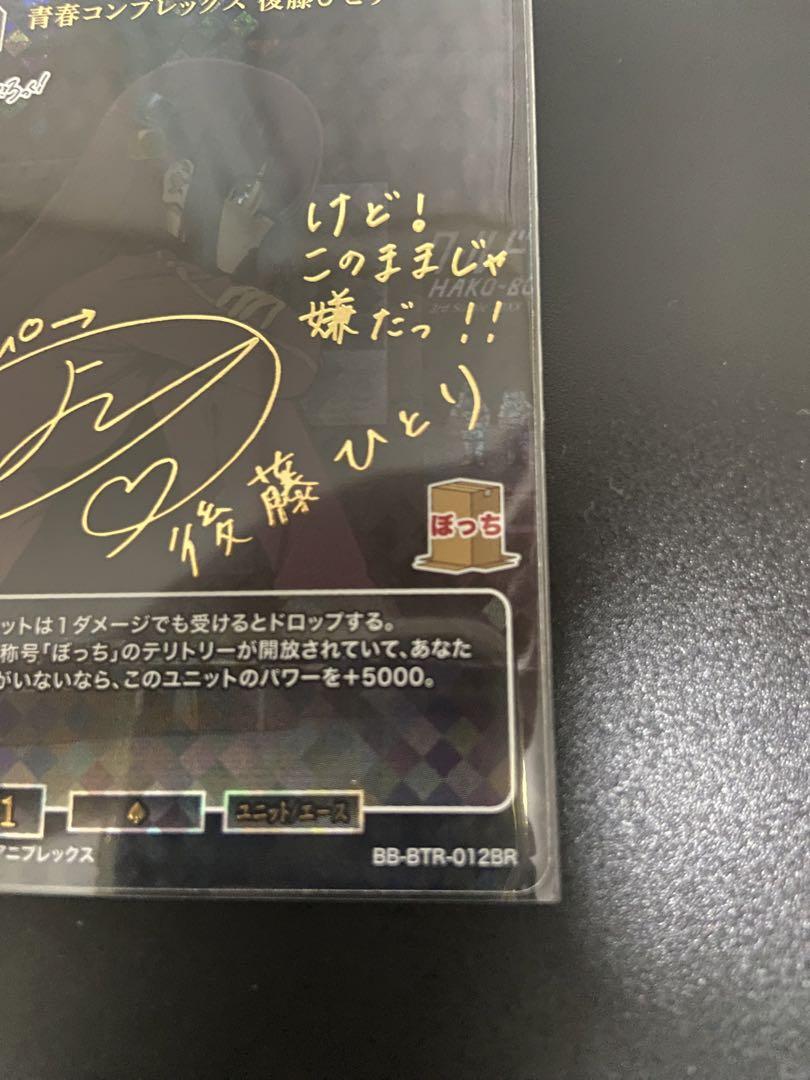 青春コンプレックス 後藤ひとり
けど!
このままじゃ
嫌だっ!!
HAKO-BO
後藤ひとり
ぼっち
ットは1ダメージでも受けるとドロップする。
称号「ぼっち」のテリトリーが開放されていて、あなた
がいないなら、このユニットのパワーを+5000。
1
ユニット/エース
アニプレックス
BB-BTR-012BR